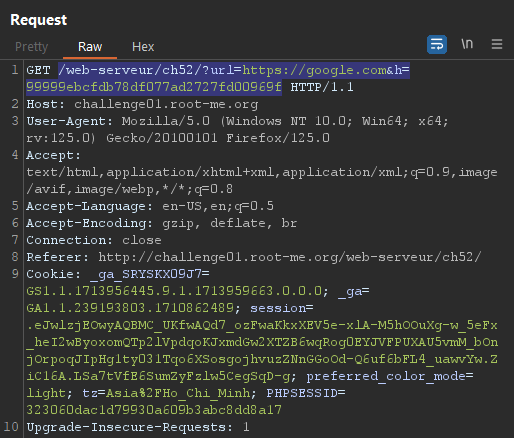 Request
Pretty Raw Hex
\n
1 GET /web-serveur/ch52/?url=https://google.com&h=
99999ebcfdb78df077ad2727fd00969f HTTP/1.1
2 Host: challenge01.root-me.org
3 User-Agent: Mozilla/5.0 (Windows NT 10.0; Win64; x64;
rv:125.0) Gecko/20100101 Firefox/125.0
4 Accept:
text/html,application/xhtml+xml,application/xml;q=0.9,image
/avif,image/webp,*/*;q=0.8
5 Accept-Language: en-US,en;q=0.5
6 Accept-Encoding: gzip, deflate, br
7 Connection: close
8 Referer: http://challenge01.root-me.org/web-serveur/ch52/
9 Cookie: _ga_SRYSKX09J7=
GS1.1.1713956445.9.1.1713959663.0.0.0; _ga=
GA1.1.239193803.1710862489; session=
.eJwlzjEOwyAQBMC_UKfwAQd7_ozFwaKkxXEV5e-xlA-M5hOOuXg-w_5eFx
_heI2wByoxomQTp2lVpdqoKJxmdGw2XTZB6wqRogOEYJVFPUXAU5vmM_bOn
jOrpoqJIpHg1ty031Tqo6XSosgojhvuzZNnGGoOd-Q6uf6bFL4_uawvYw.Z
iC16A.LSa7tVfE6SumZyFzlw5CegSqD-g; preferred_color_mode=
light; tz=Asia%2FHo_Chi_Minh; PHPSESSID=
323060dac1d79930a609b3abc8dd8a17
10 Upgrade-Insecure-Requests: 1